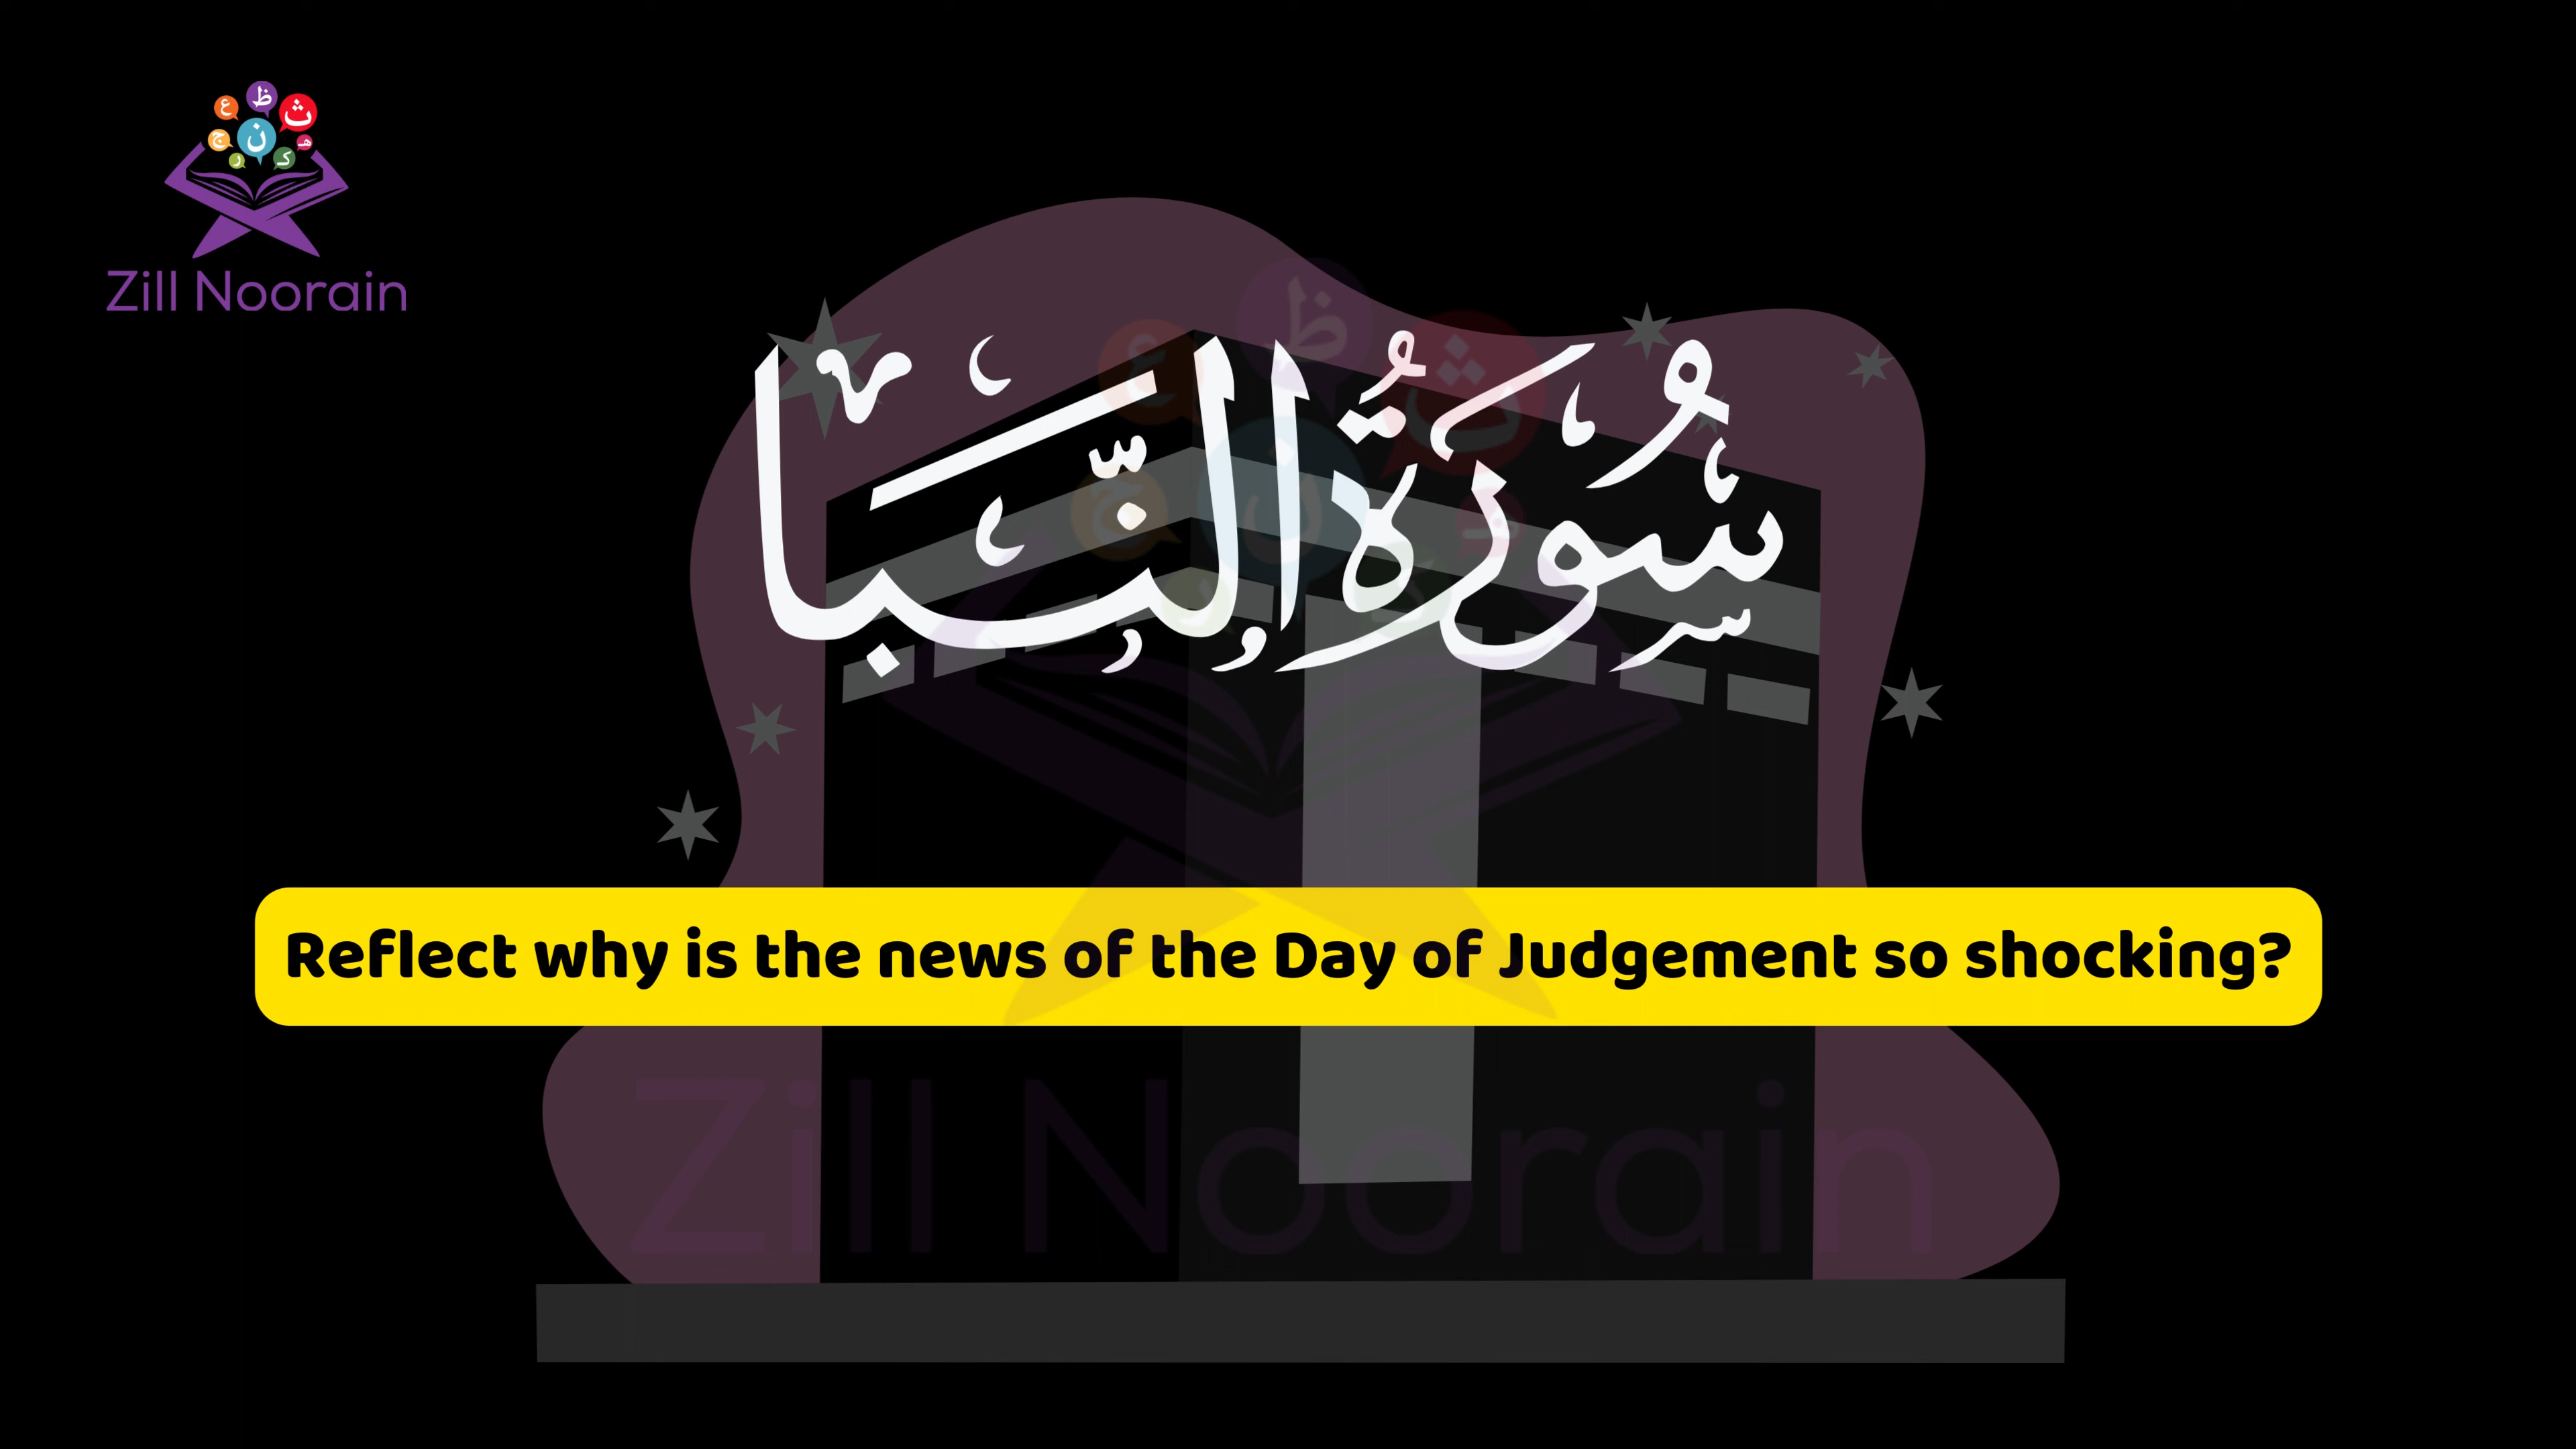 ع ظ ث
ج ن ه
ر ك
Zill Noorain
سُورَةُ النَّبَإِ
Reflect why is the news of the Day of Judgement so shocking?
Zill Noorain